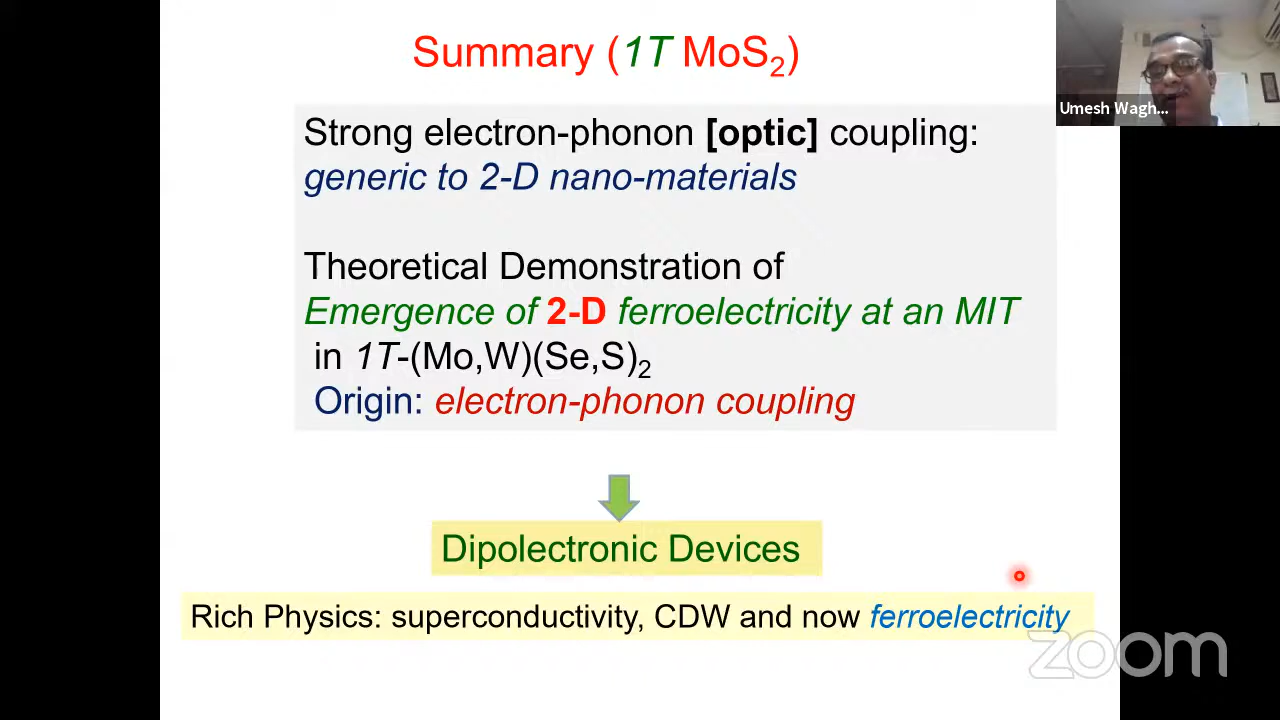 Summary (1T MoS₂)
Umesh Wagh...
Strong electron-phonon [optic] coupling:
generic to 2-D nano-materials
Theoretical Demonstration of
Emergence of 2-D ferroelectricity at an MIT
in 1T-(Mo,W)(Se,S)₂
Origin: electron-phonon coupling
Dipolectronic Devices
Rich Physics: superconductivity, CDW and now ferroelectricity
zoom